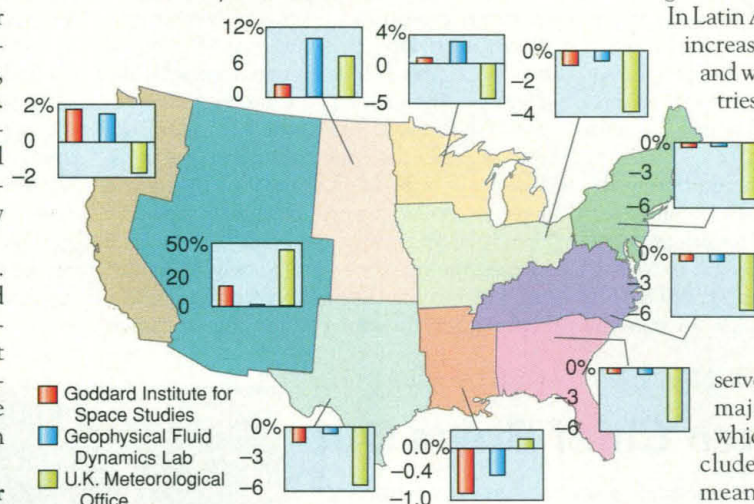 In Latin
increas
and w
tries
12%
6
0
4%
0
−5
0%
−2
−4
2%
0
−2
0%
−3
−6
50%
20
0
0%
−3
−6
0%
−3
−6
Goddard Institute for
Space Studies
Geophysical Fluid
Dynamics Lab
U.K. Meteorological
Office
0%
−3
−6
0.0%
−0.4
−1.0
serv
maj
whic
clude
mean